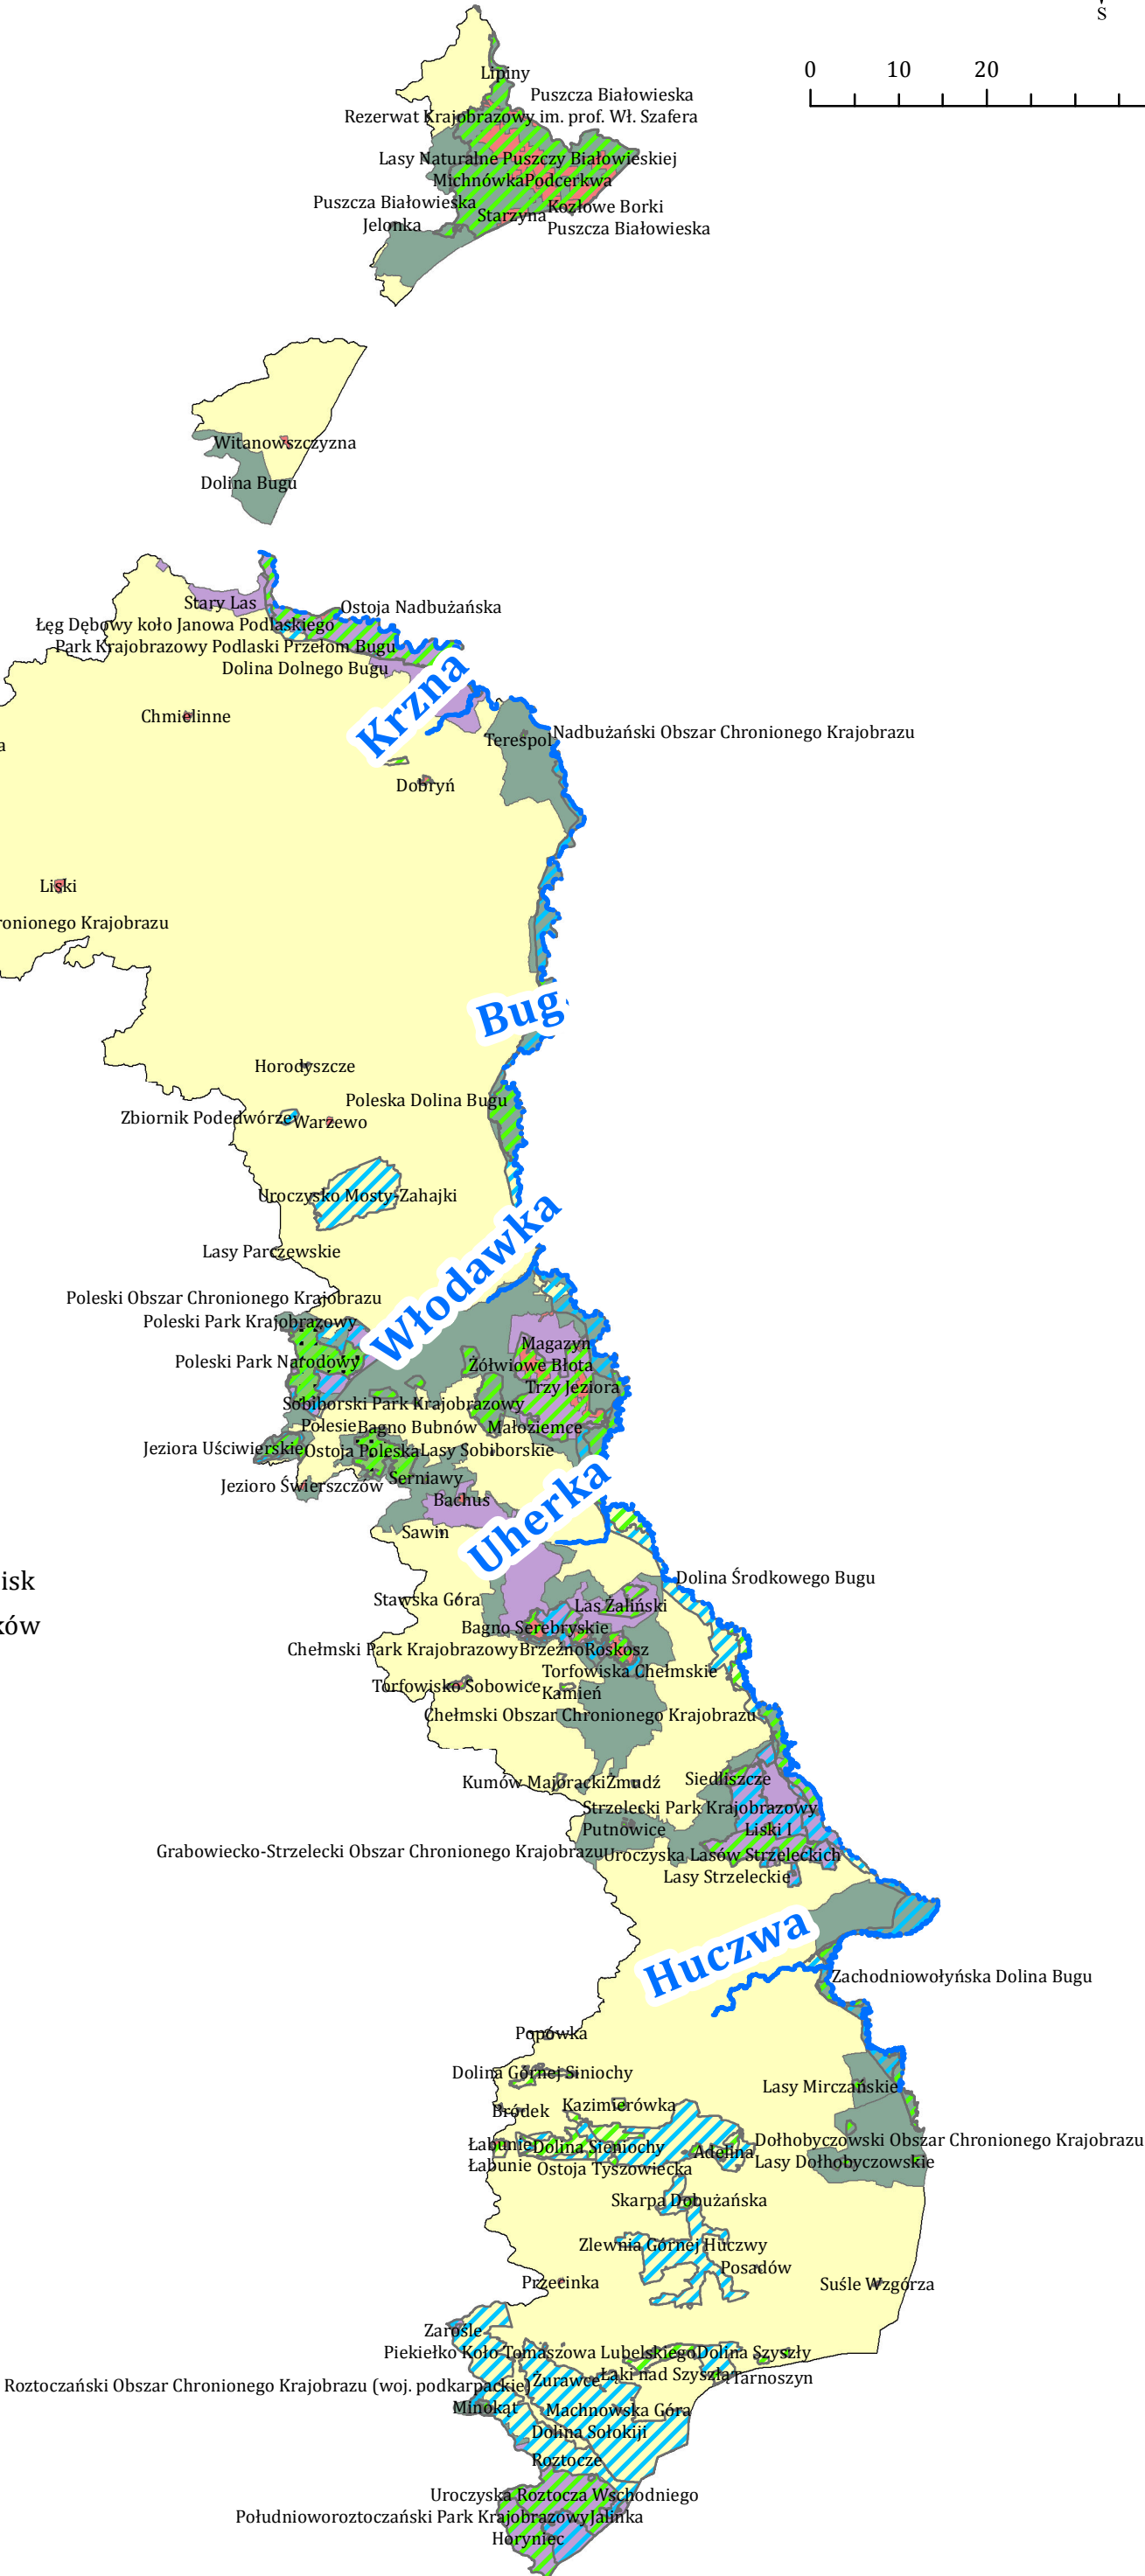 S
0 10 20
Lipiny
Puszcza Białowieska
Rezerwat Krajobrazowy im. prof. Wł. Szafera
Lasy Naturalne Puszczy Białowieskiej
Michnówka
Podcerkwa
Puszcza Białowieska
Kozłowe Borki
Starzyna
Jelonka
Puszcza Białowieska
Witanowszczyzna
Dolina Bugu
Stary Las
Ostoja Nadbużańska
Łęg Dębowy koło Janowa Podlaskiego
Park Krajobrazowy Podlaski Przełom Bugu
Dolina Dolnego Bugu
Krzna
Chmielinne
Nadbużański Obszar Chronionego Krajobrazu
Terespol
a
Dobryń
Liski
ronionego Krajobrazu
Bug
Horodyszcze
Poleska Dolina Bugu
Zbiornik Podedwórze
Warzewo
Uroczysko Mosty-Zahajki
Lasy Parczewskie
Włodawka
Poleski Obszar Chronionego Krajobrazu
Poleski Park Krajobrazowy
Magazyn
Poleski Park Narodowy
Żółwiowe Błota
Trzy Jeziora
Sobiborski Park Krajobrazowy
Polesie
Bagno Bubnów
Małoziemce
Jeziora Uściwierskie
Ostoja Poleska
Lasy Sobiborskie
Serniawy
Jezioro Świerszczów
Bachus
Uherka
Sawin
isk
Dolina Środkowego Bugu
Stawska Góra
Las Żaliński
ków
Bagno Serebryskie
Chełmski Park Krajobrazowy
Brzeźno
Roskosz
Torfowiska Chełmskie
Torfowisko Sobowice
Kamień
Chełmski Obszar Chronionego Krajobrazu
Kumów Majoracki
Żmudź
Siedliszcze
Strzelecki Park Krajobrazowy
Putnowice
Liski I
Grabowiecko-Strzelecki Obszar Chronionego Krajobrazu
Uroczyska Lasów Strzeleckich
Lasy Strzeleckie
Huczwa
Zachodniowołyńska Dolina Bugu
Popówka
Dolina Górnej Siniochy
Lasy Mirczańskie
Kazimierówka
Bródek
Dołhobyczowski Obszar Chronionego Krajobrazu
Łabunie
Dolina Sieniochy
Adelina
Lasy Dołhobyczowskie
Łabunie
Ostoja Tyszowiecka
Skarpa Dobużańska
Zlewnia Górnej Huczwy
Posadów
Przecinka
Suśle Wzgórza
Zarośle
Piekiełko Koło Tomaszowa Lubelskiego
Dolina Szyszły
Łąki nad Szyszłą
Tarnoszyn
Roztoczański Obszar Chronionego Krajobrazu (woj. podkarpackie)
Żurawce
Minokąt
Machnowska Góra
Dolina Sołokiji
Roztocze
Uroczyska Roztocza Wschodniego
Południoworoztoczański Park Krajobrazowy
Jalinka
Horyniec